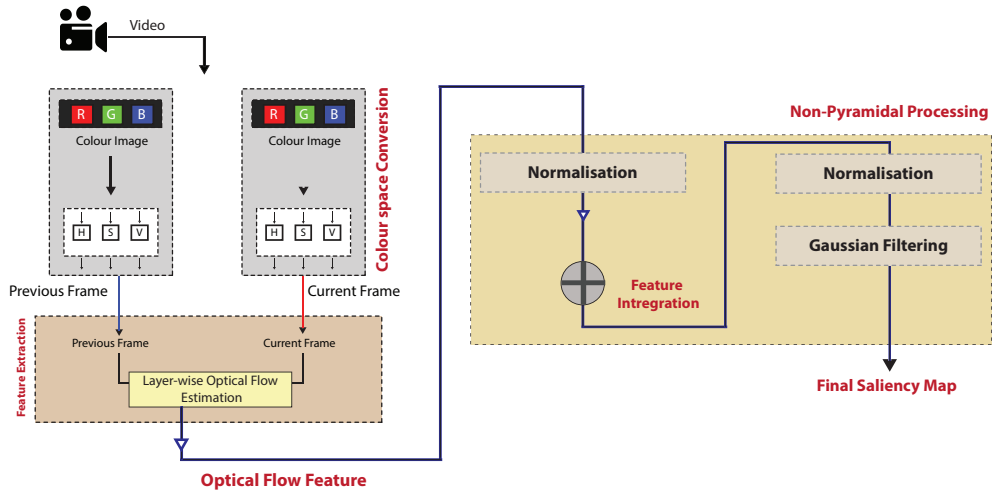 Video
R G B
Colour Image
H S V
Previous Frame
R G B
Colour Image
H S V
Current Frame
Colour space Conversion
Feature Extraction
Previous Frame
Current Frame
Layer-wise Optical Flow
Estimation
Optical Flow Feature
Non-Pyramidal Processing
Normalisation
Feature
Intregration
Normalisation
Gaussian Filtering
Final Saliency Map